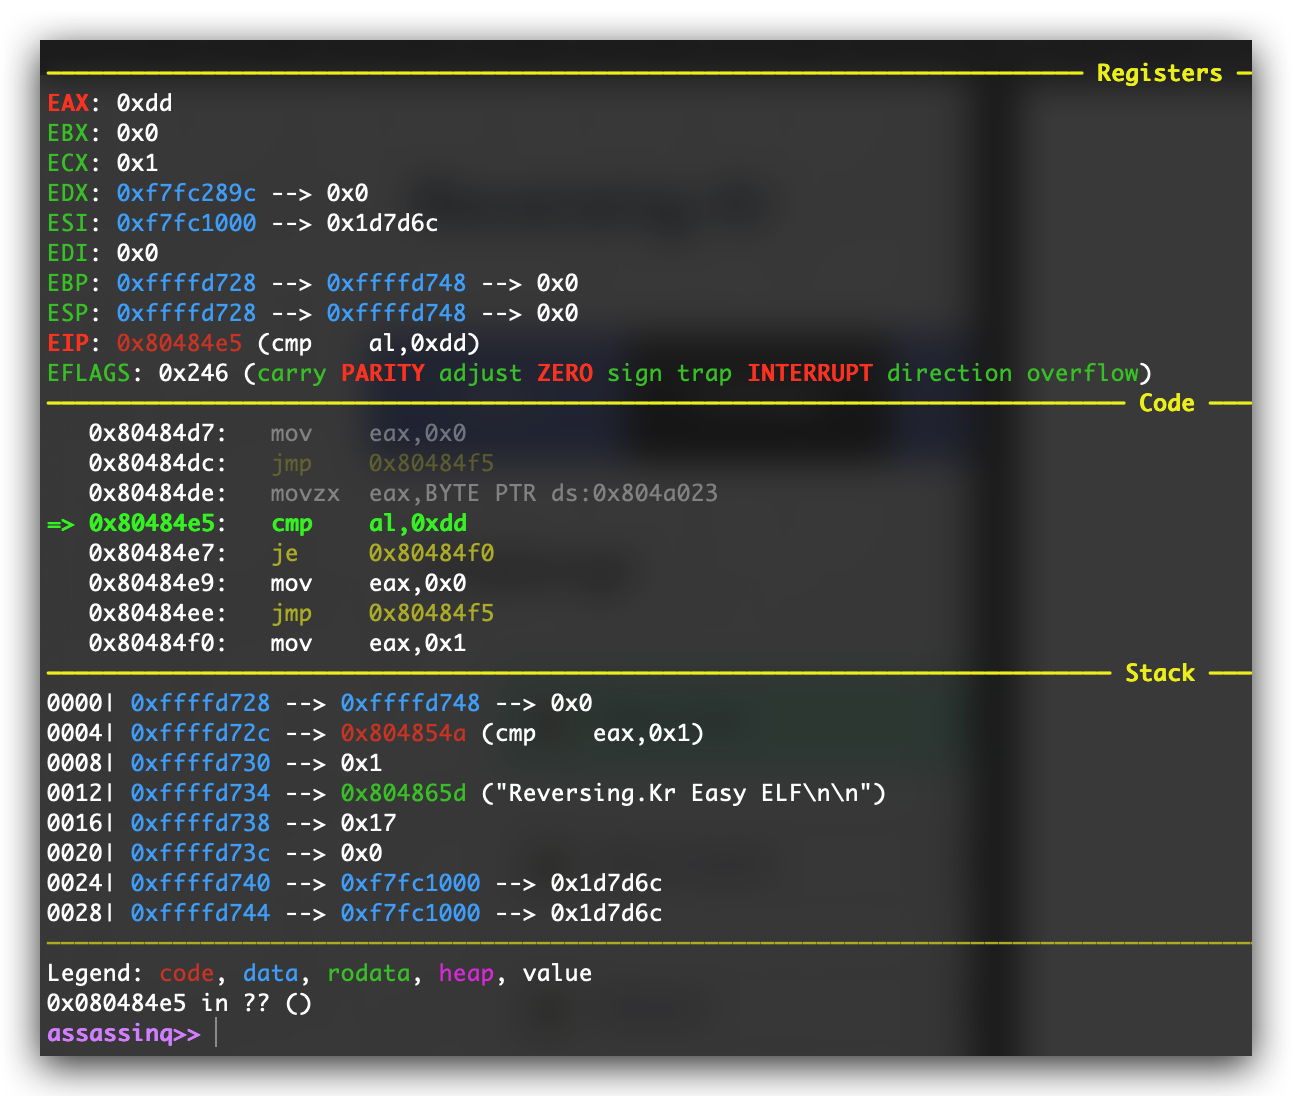 Registers
EAX: 0xdd
EBX: 0x0
ECX: 0x1
EDX: 0xf7fc289c --> 0x0
ESI: 0xf7fc1000 --> 0x1d7d6c
EDI: 0x0
EBP: 0xffffd728 --> 0xffffd748 --> 0x0
ESP: 0xffffd728 --> 0xffffd748 --> 0x0
EIP: 0x80484e5 (cmp    al,0xdd)
EFLAGS: 0x246 (carry PARITY adjust ZERO sign trap INTERRUPT direction overflow)
Code
0x80484d7:   mov    eax,0x0
0x80484dc:   jmp    0x80484f5
0x80484de:   movzx  eax,BYTE PTR ds:0x804a023
=> 0x80484e5:   cmp    al,0xdd
0x80484e7:   je     0x80484f0
0x80484e9:   mov    eax,0x0
0x80484ee:   jmp    0x80484f5
0x80484f0:   mov    eax,0x1
Stack
0000| 0xffffd728 --> 0xffffd748 --> 0x0
0004| 0xffffd72c --> 0x804854a (cmp    eax,0x1)
0008| 0xffffd730 --> 0x1
0012| 0xffffd734 --> 0x804865d ("Reversing.Kr Easy ELF\n\n")
0016| 0xffffd738 --> 0x17
0020| 0xffffd73c --> 0x0
0024| 0xffffd740 --> 0xf7fc1000 --> 0x1d7d6c
0028| 0xffffd744 --> 0xf7fc1000 --> 0x1d7d6c
Legend: code, data, rodata, heap, value
0x080484e5 in ?? ()
assassinq>>